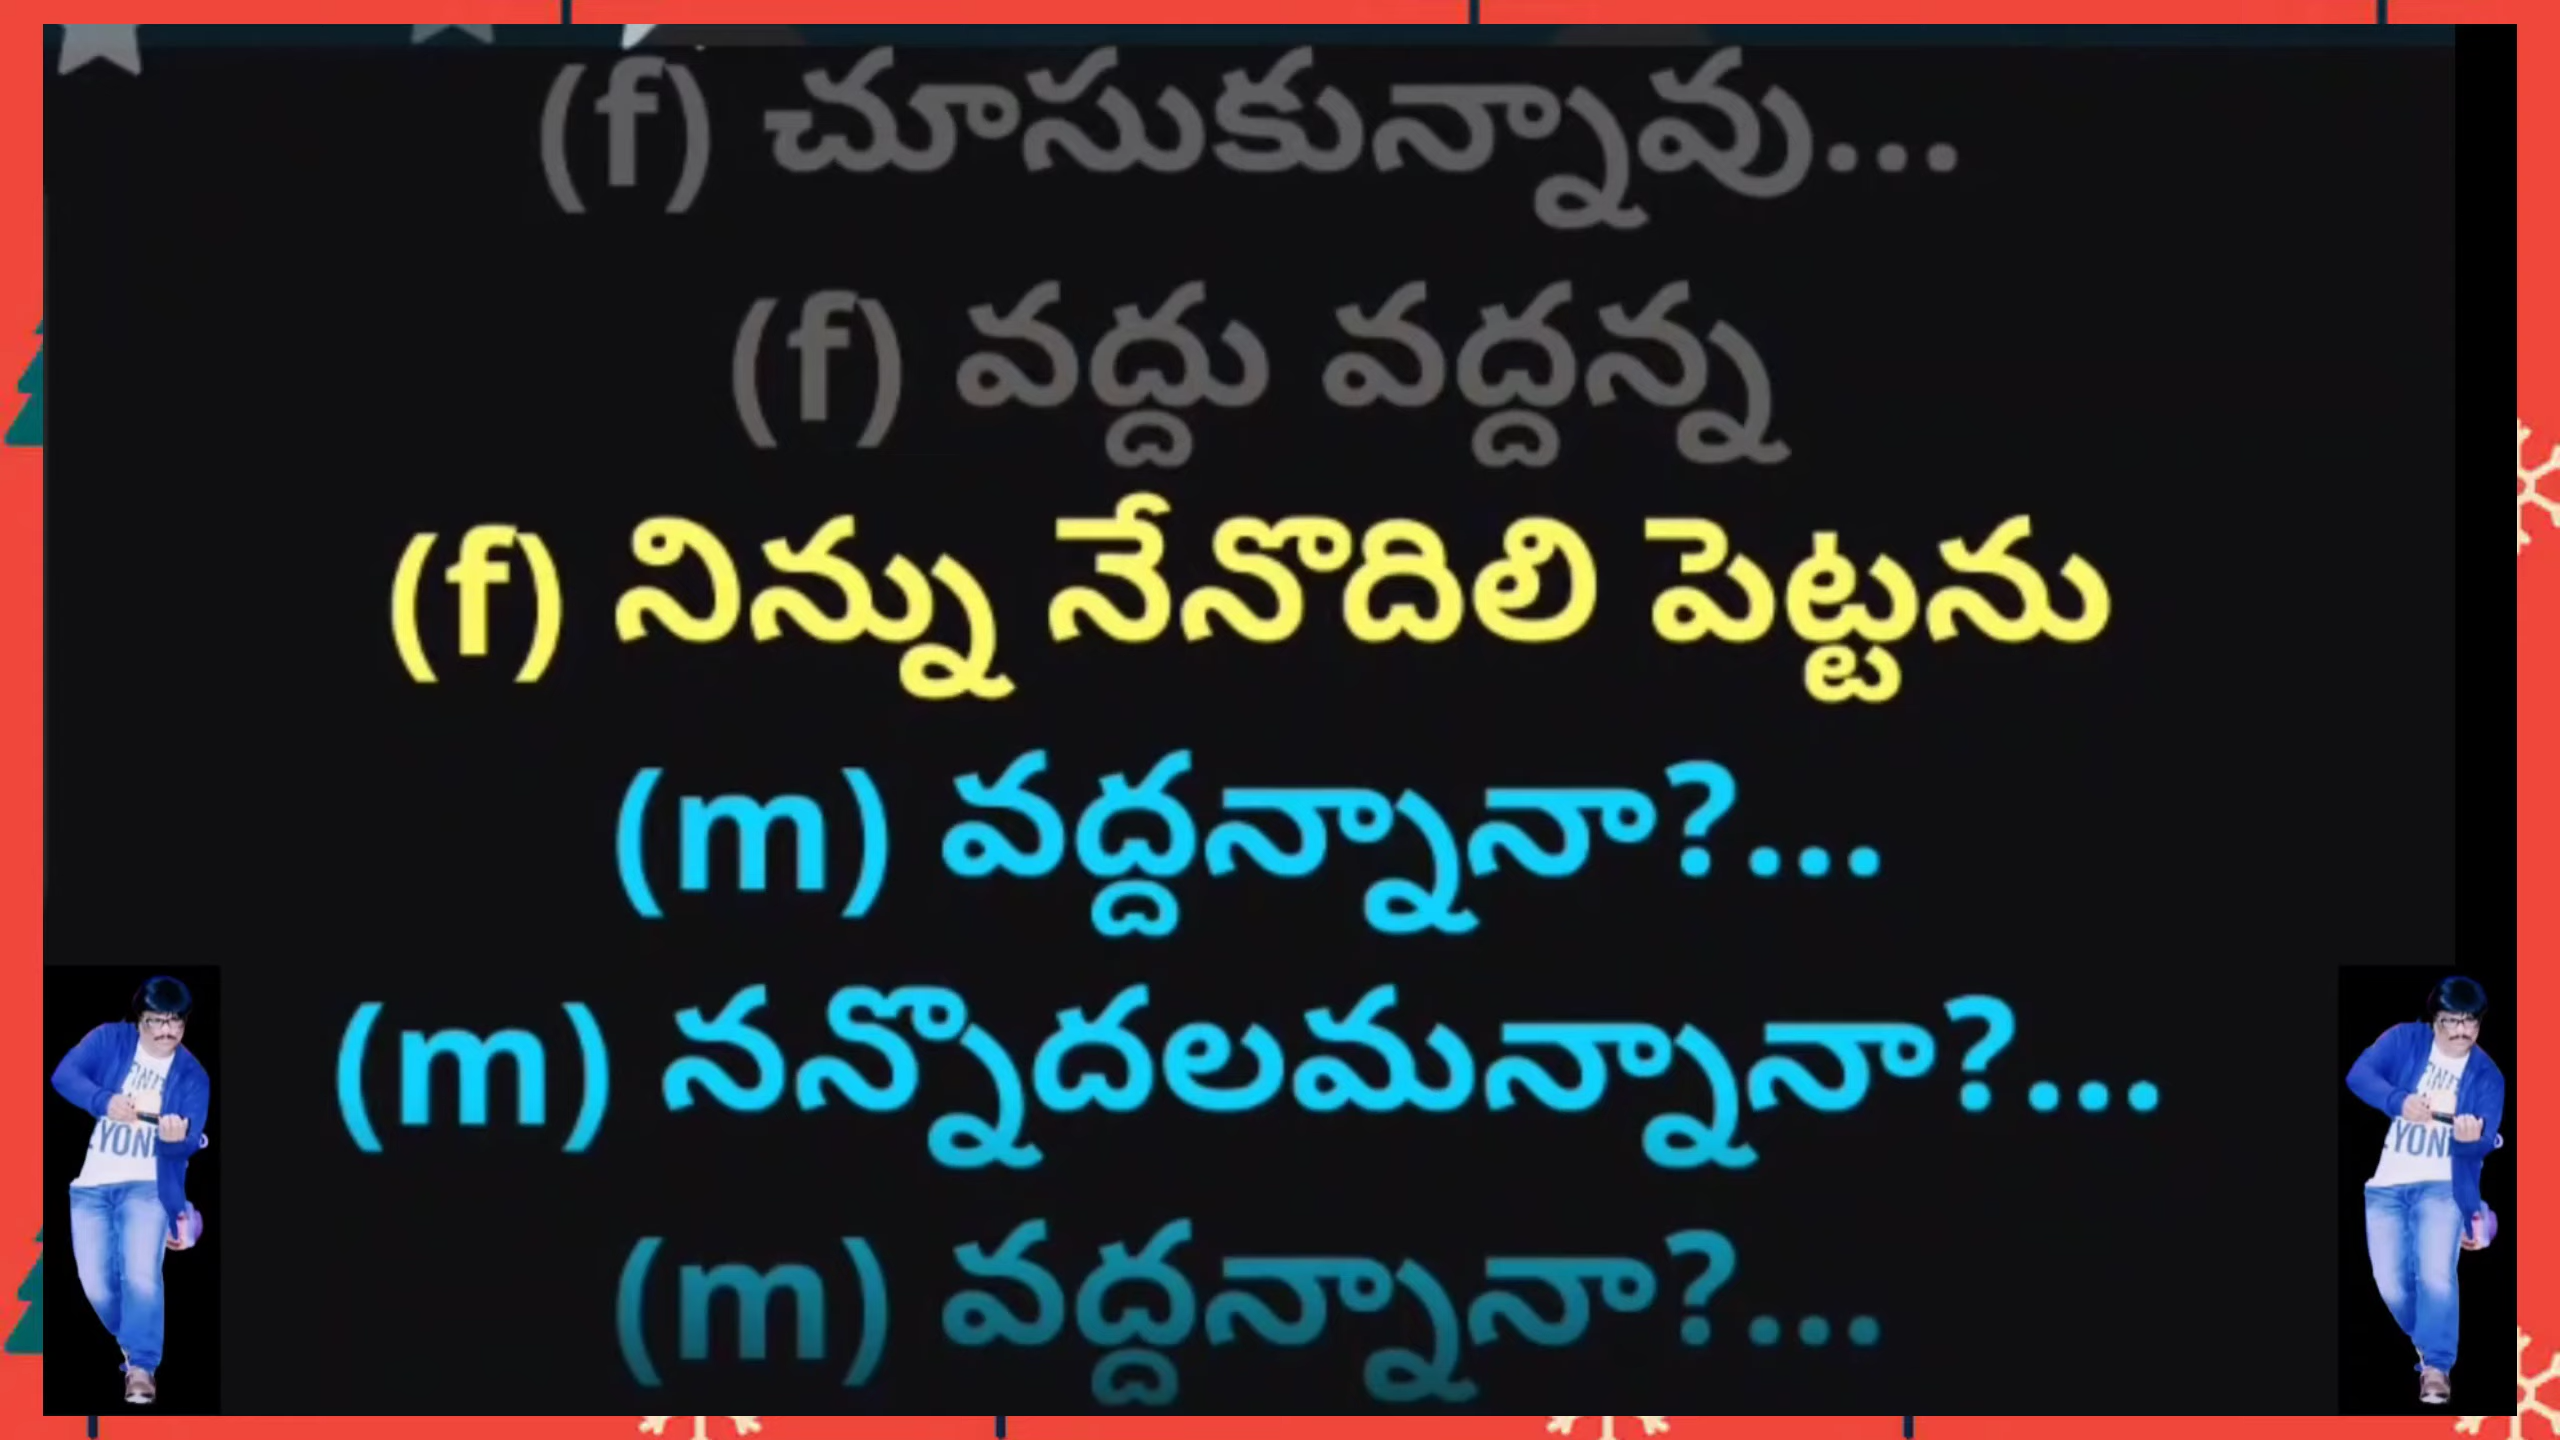 (f) చూసుకున్నావు...
(f) వద్దు వద్దన్న
(f) నిన్ను నేనొదిలి పెట్టను
(m) వద్దన్నానా?...
(m) నన్నొదలమన్నానా?...
(m) వద్దన్నానా?...